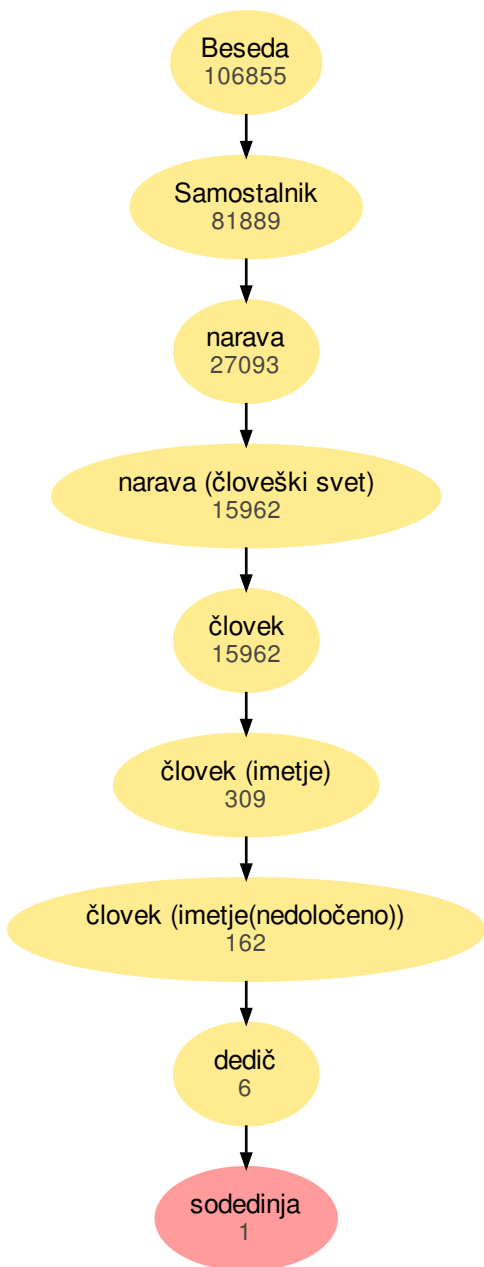 Beseda
106855
Samostalnik
81889
narava
27093
narava (človeški svet)
15962
človek
15962
človek (imetje)
309
človek (imetje(nedoločeno))
162
dedič
6
sodedinja
1